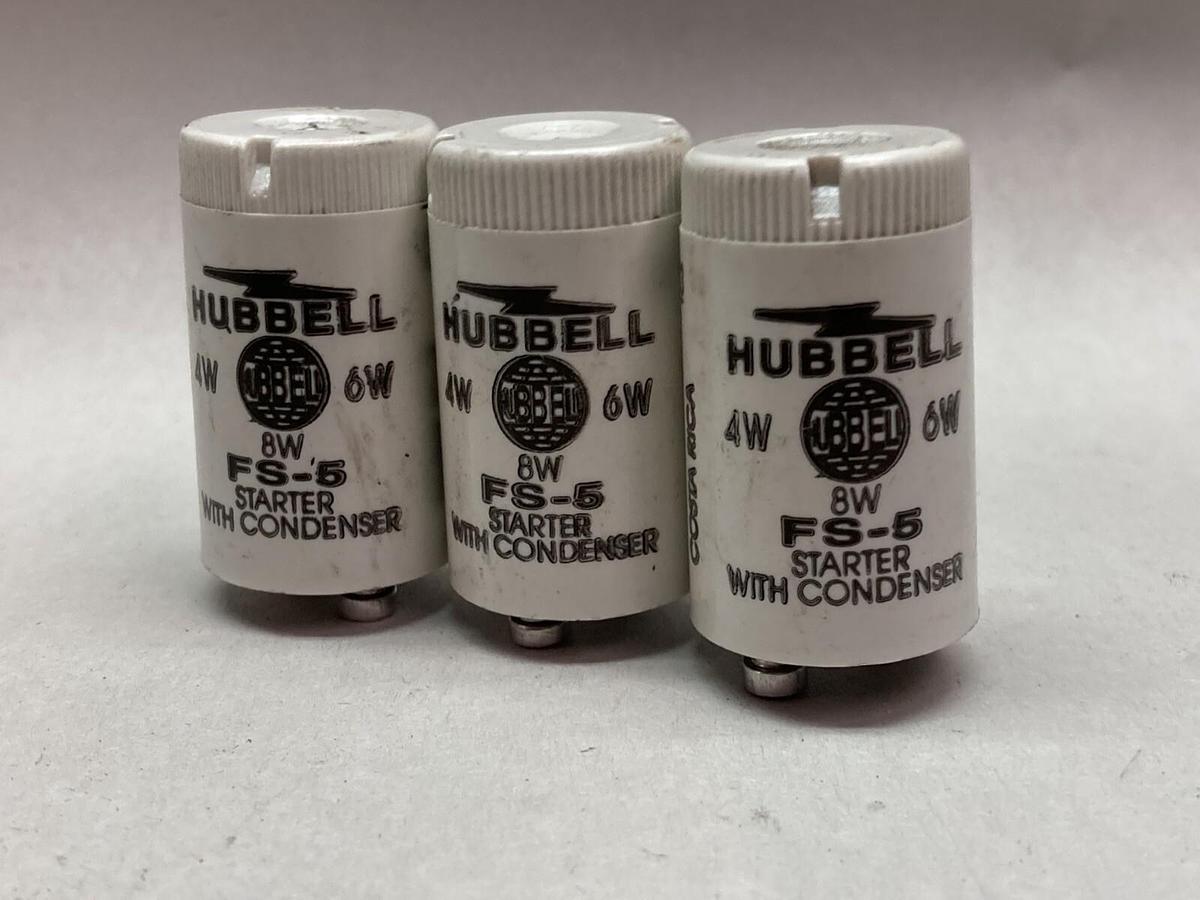 HUBBELL
4W HUBBELL 6W
8W
FS-5
STARTER
WITH CONDENSER
HUBBELL
4W HUBBELL 6W
8W
FS-5
STARTER
WITH CONDENSER
COSTA RICA
HUBBELL
4W HUBBELL 6W
8W
FS-5
STARTER
WITH CONDENSER